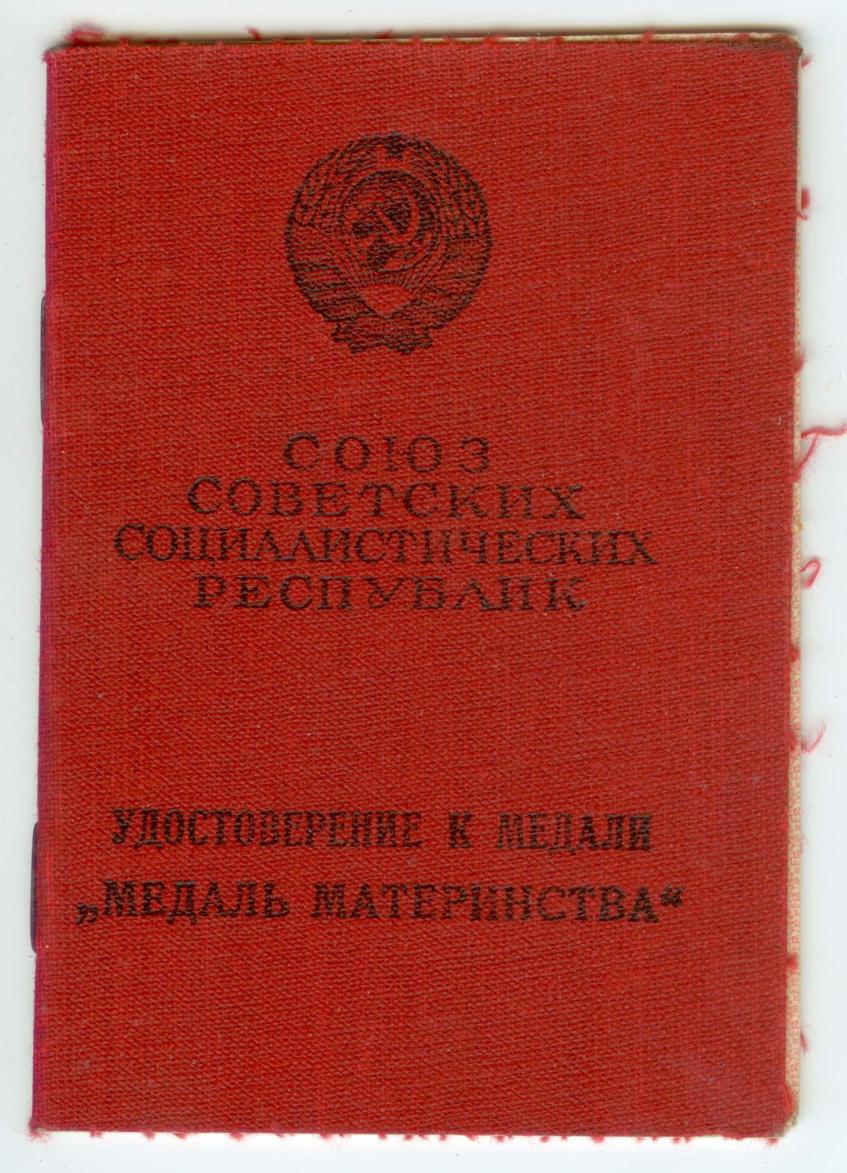 СОЮЗ
СОВЕТСКИХ
СОЦИАЛИСТИЧЕСКИХ
РЕСПУБЛИК
УДОСТОВЕРЕНИЕ К МЕДАЛИ
„МЕДАЛЬ МАТЕРИНСТВА“